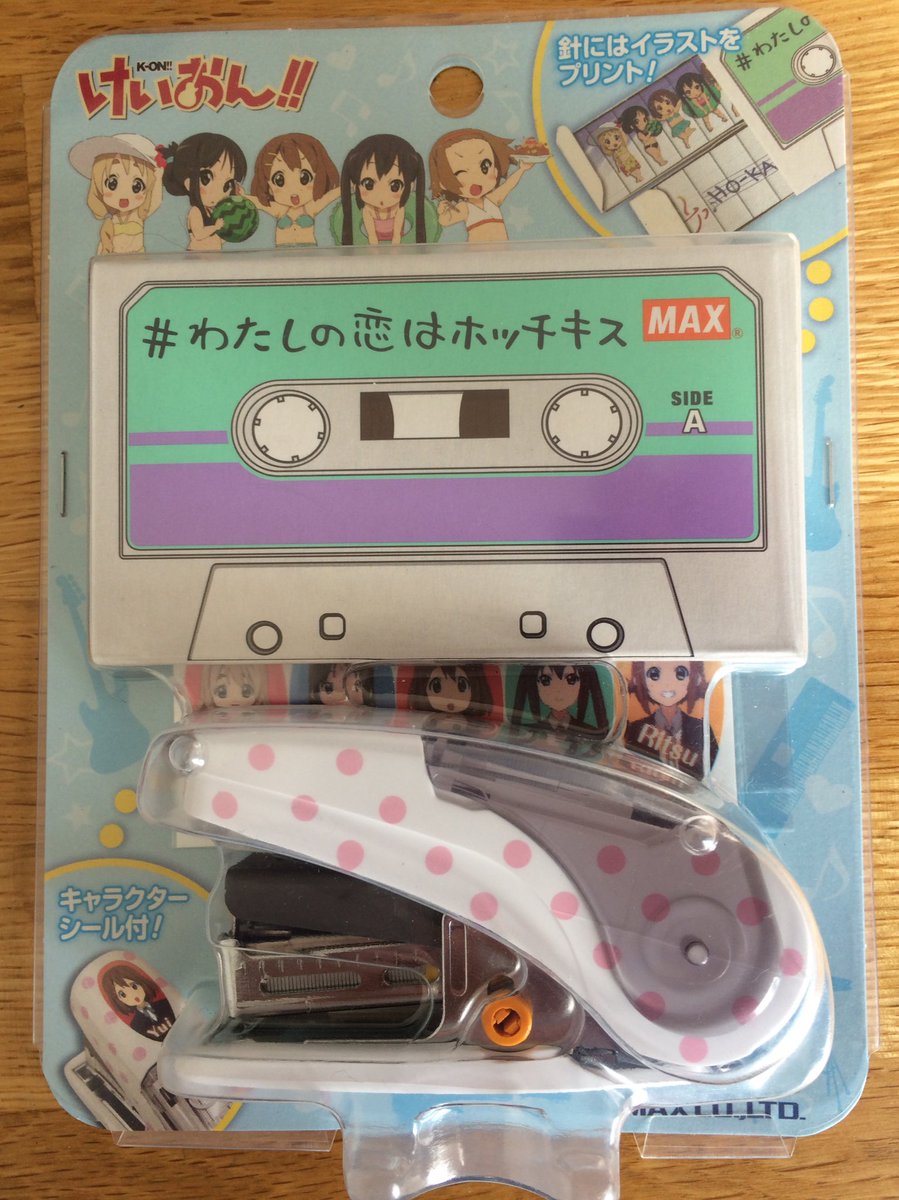 K-ON!!
けいおん!!
針にはイラストを
プリント!
#わたしの
HO-KA
#わたしの恋はホッチキス
MAX®
SIDE
A
Ritsu
キャラクター
シール付!
Yui
MAX CO.,LTD.